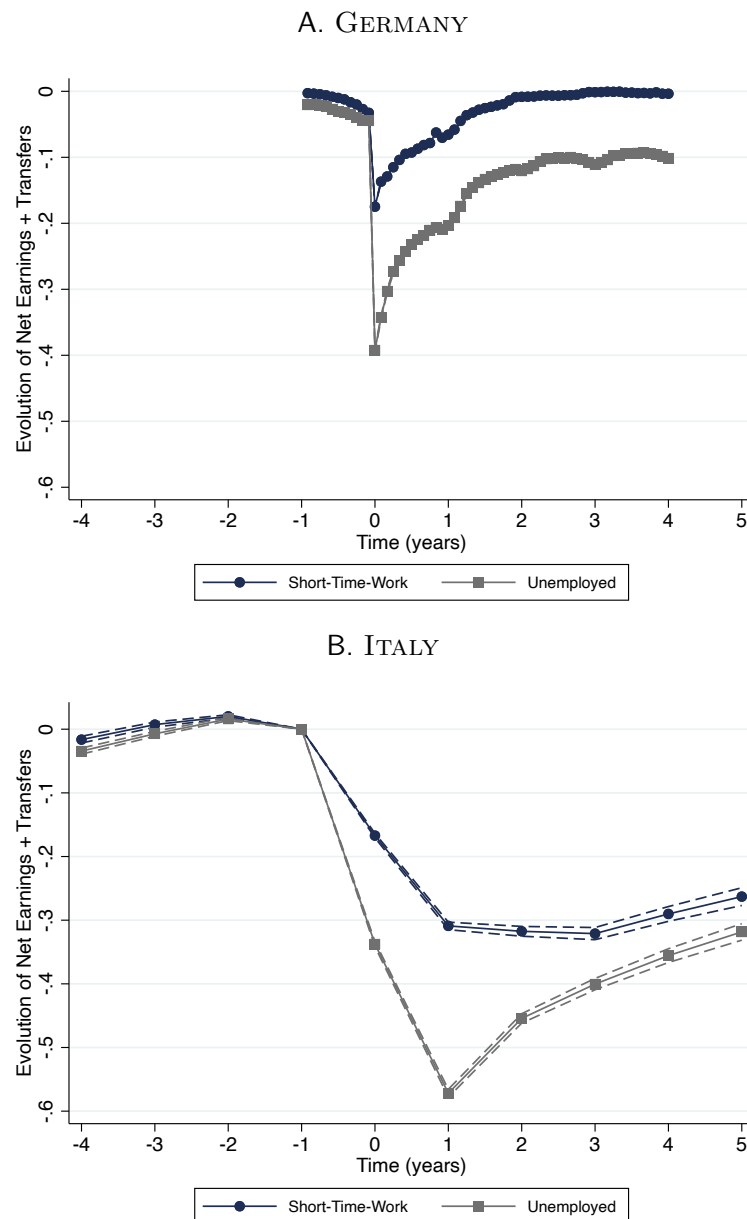 A. GERMANY
Evolution of Net Earnings + Transfers
0
-.1
-.2
-.3
-.4
-.5
-.6
-4 -3 -2 -1 0 1 2 3 4 5
Time (years)
Short-Time-Work Unemployed
B. ITALY
Evolution of Net Earnings + Transfers
0
-.1
-.2
-.3
-.4
-.5
-.6
-4 -3 -2 -1 0 1 2 3 4 5
Time (years)
Short-Time-Work Unemployed